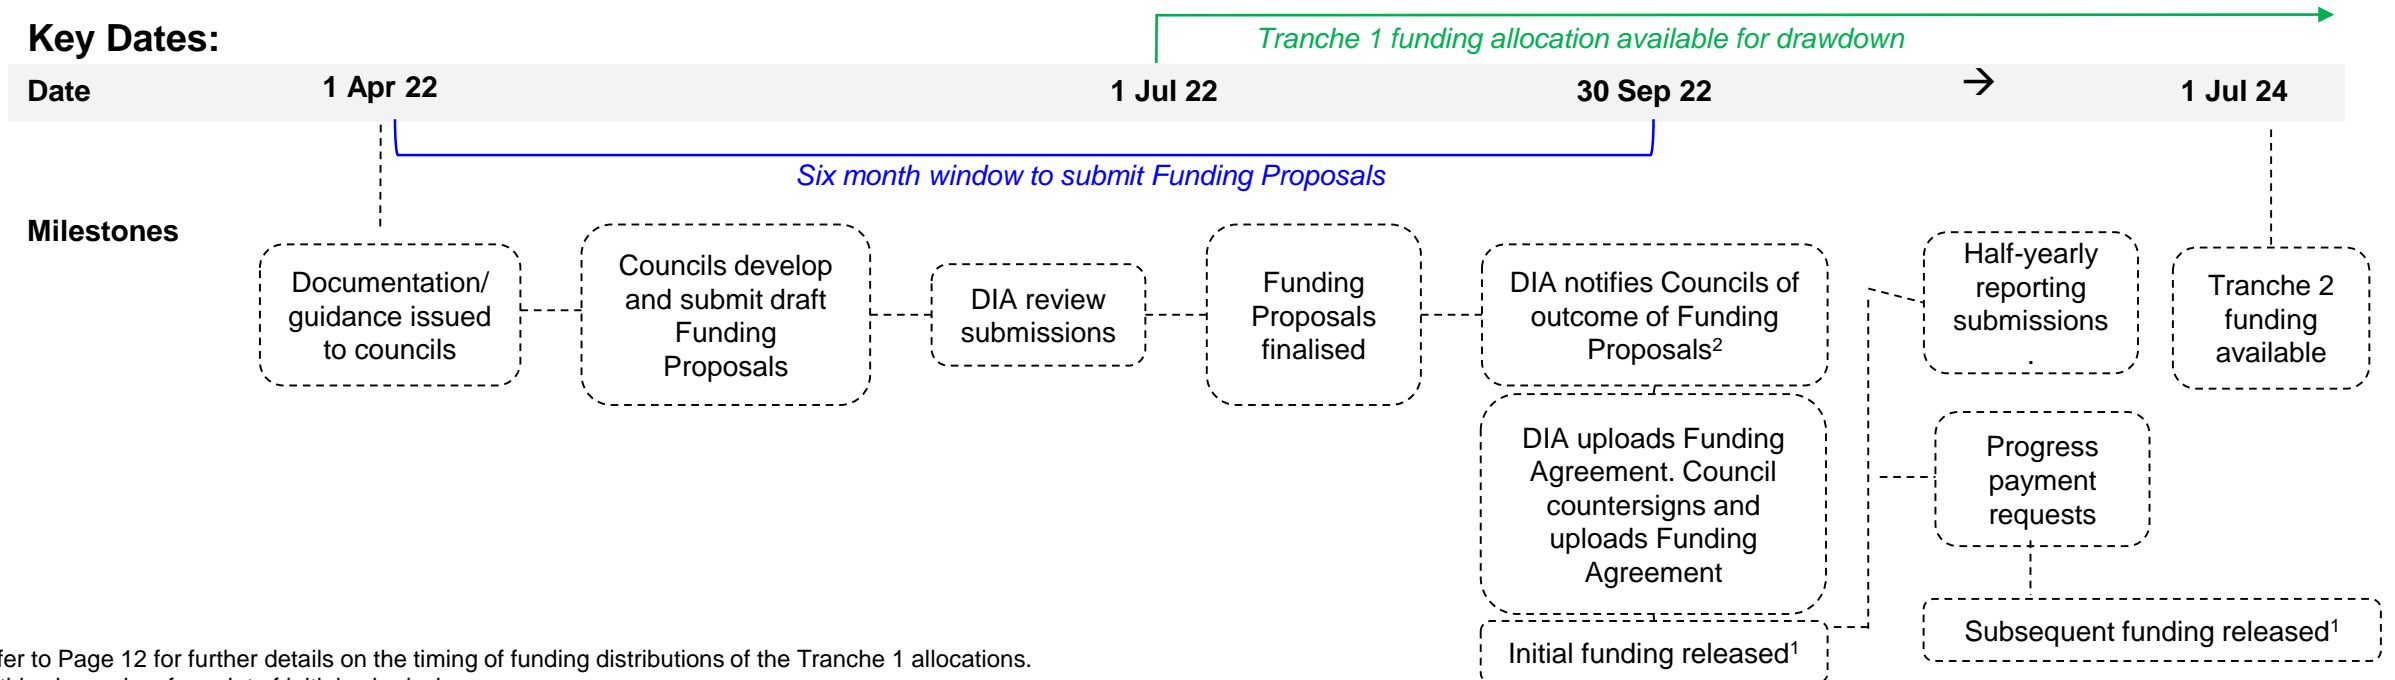 Key Dates:
Tranche 1 funding allocation available for drawdown
Date
1 Apr 22
1 Jul 22
30 Sep 22
→
1 Jul 24
Six month window to submit Funding Proposals
Milestones
Documentation/
guidance issued
to councils
Councils develop
and submit draft
Funding
Proposals
DIA review
submissions
Funding
Proposals
finalised
DIA notifies Councils of
outcome of Funding
Proposals²
DIA uploads Funding
Agreement. Council
countersigns and
uploads Funding
Agreement
Initial funding released¹
Half-yearly
reporting
submissions
.
Progress
payment
requests
Subsequent funding released¹
Tranche 2
funding
available
fer to Page 12 for further details on the timing of funding distributions of the Tranche 1 allocations.